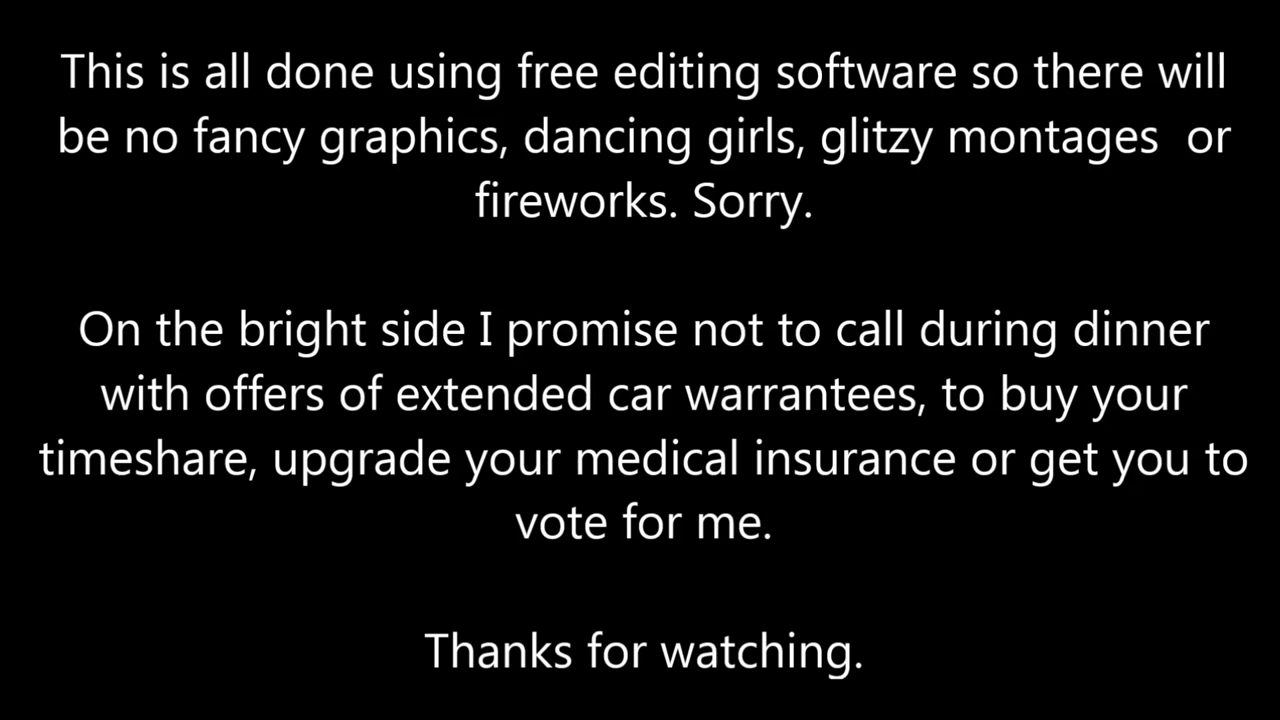 This is all done using free editing software so there will
be no fancy graphics, dancing girls, glitzy montages  or
fireworks. Sorry.
On the bright side I promise not to call during dinner
with offers of extended car warrantees, to buy your
timeshare, upgrade your medical insurance or get you to
vote for me.
Thanks for watching.